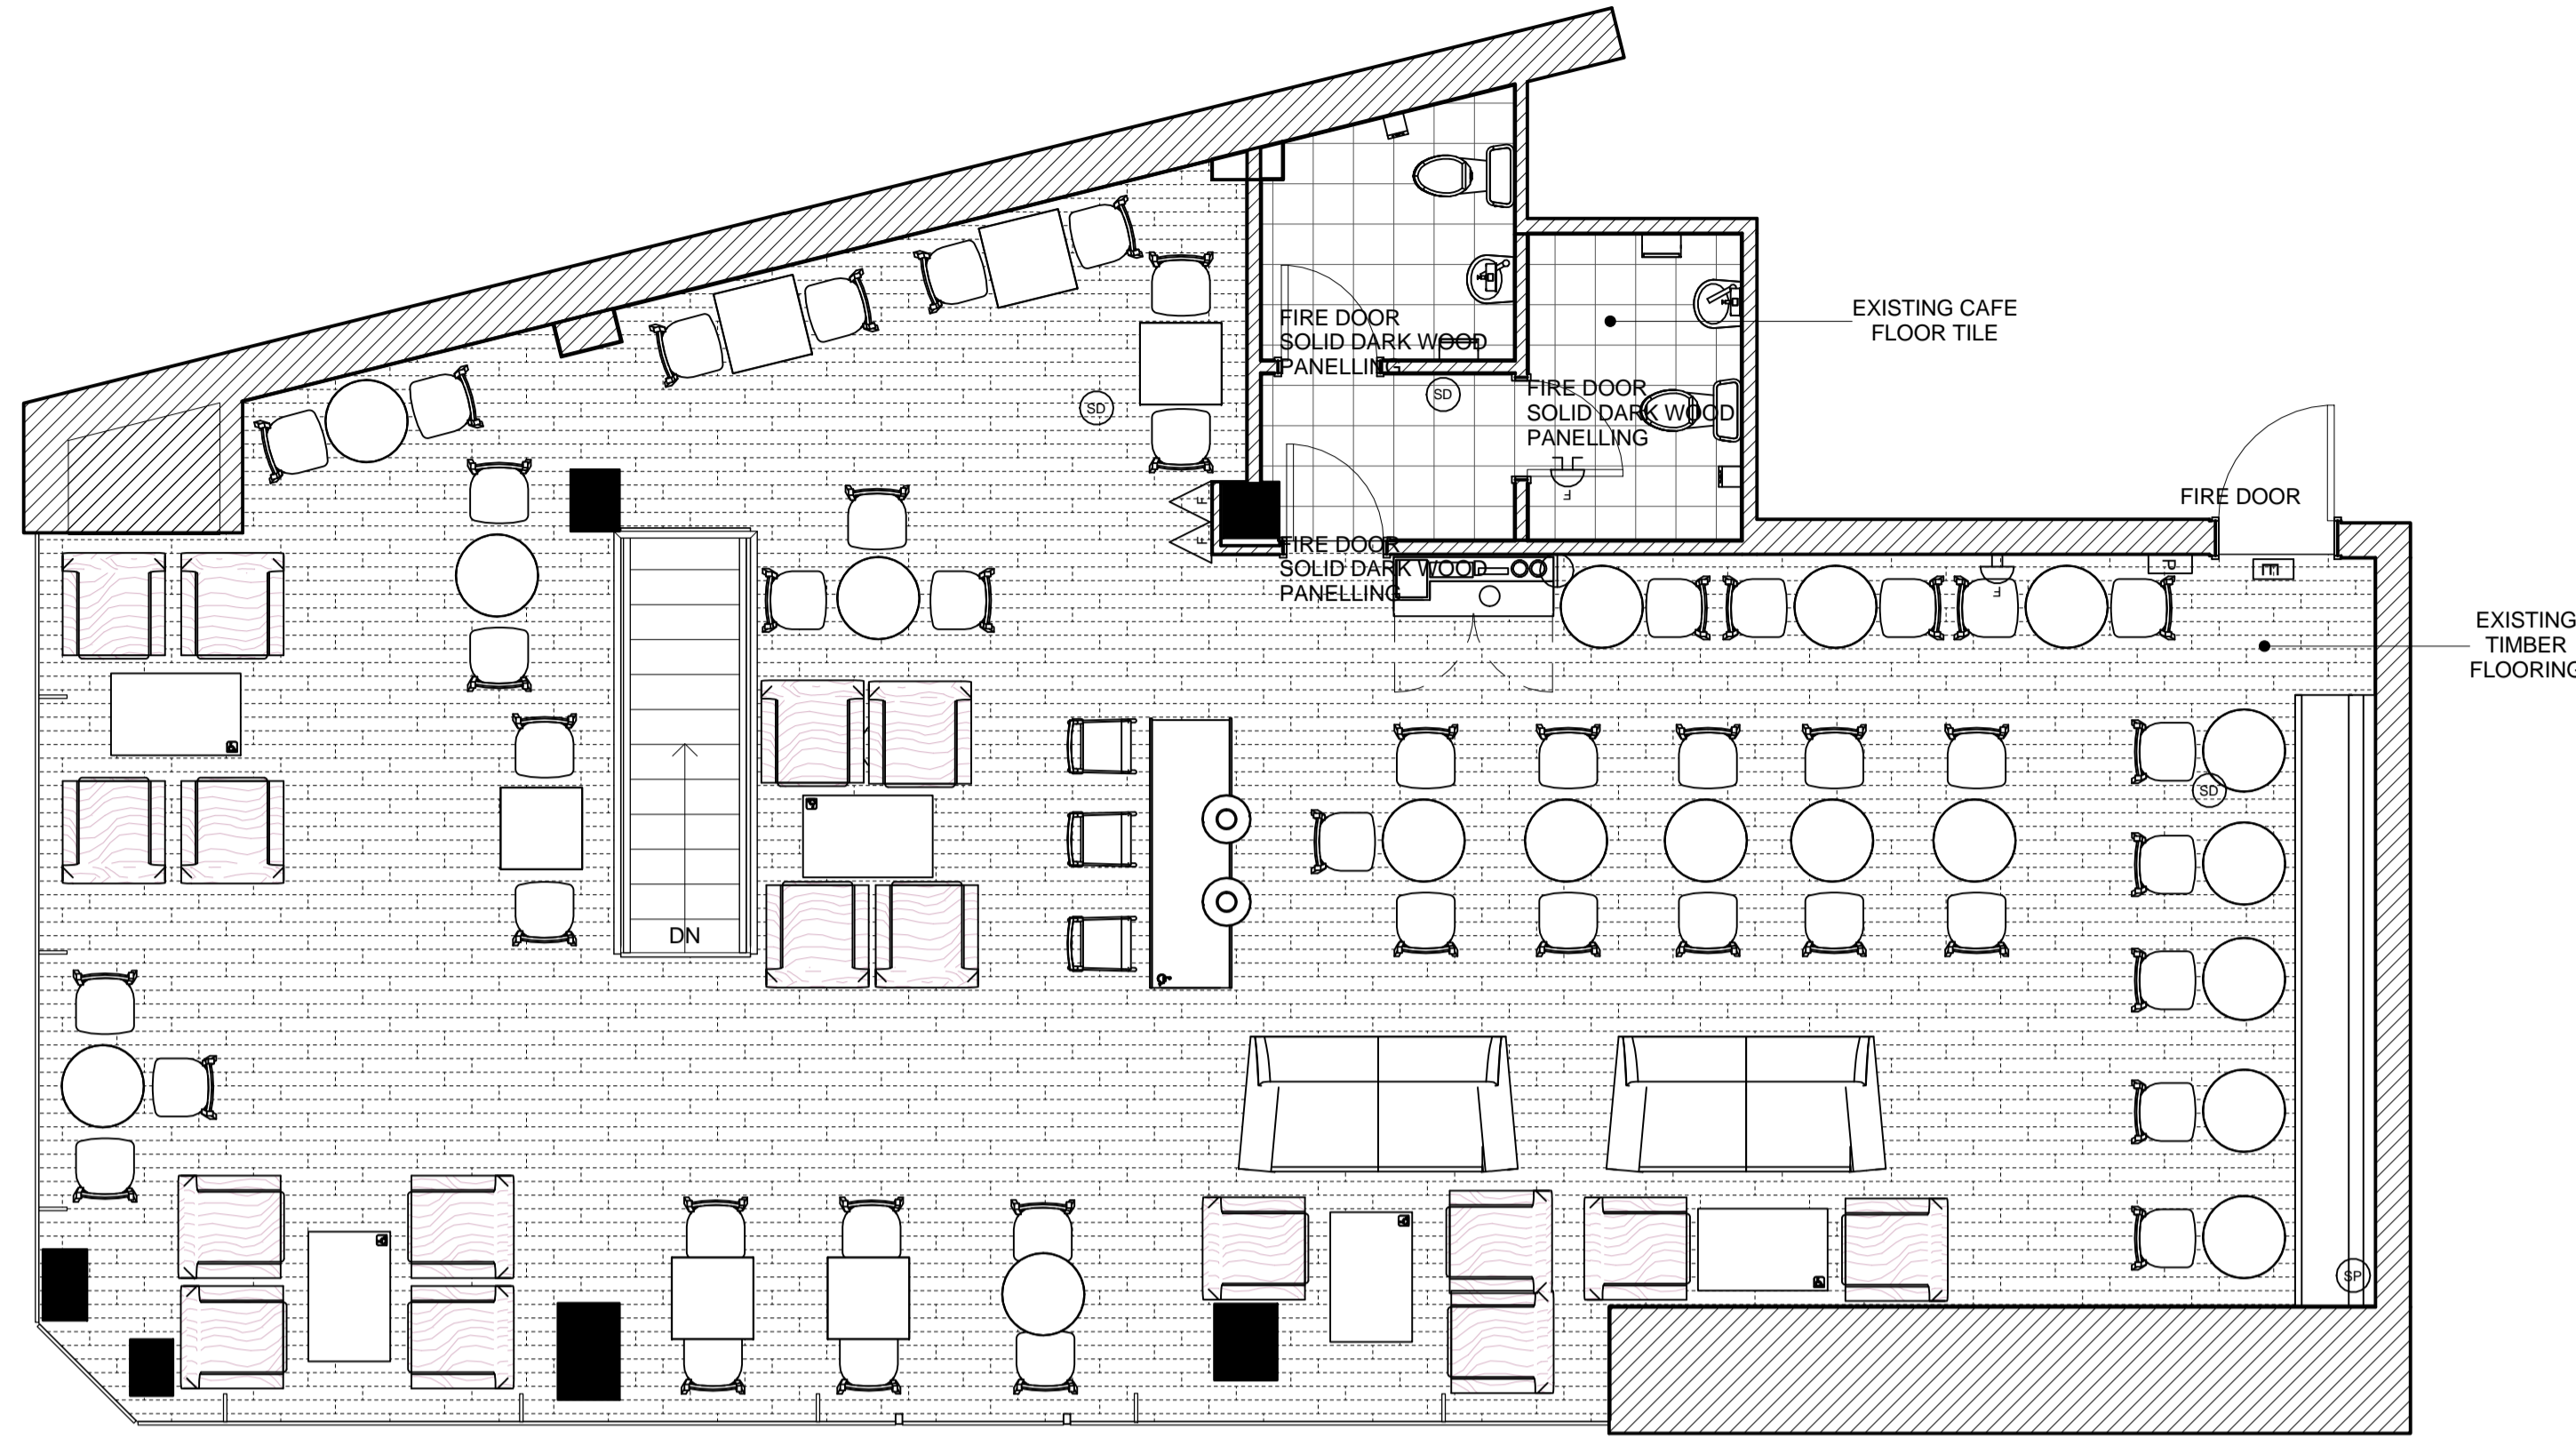 EXISTING CAFE
FLOOR TILE
FIRE DOOR
SOLID DARK WOOD
PANELLING
FIRE DOOR
SOLID DARK WOOD
PANELLING
SD
SD
FIRE DOOR
F
F
F
FIRE DOOR
SOLID DARK WOOD
PANELLING
P
E
F
EXISTING
TIMBER
FLOORING
SD
DN
SP